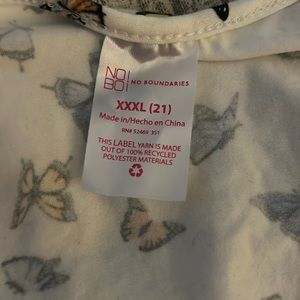 NO BO NO BOUNDARIES
XXXL (21)
Made in/Hecho en China
RN# 52469 351
THIS LABEL YARN IS MADE
OUT OF 100% RECYCLED
POLYESTER MATERIALS